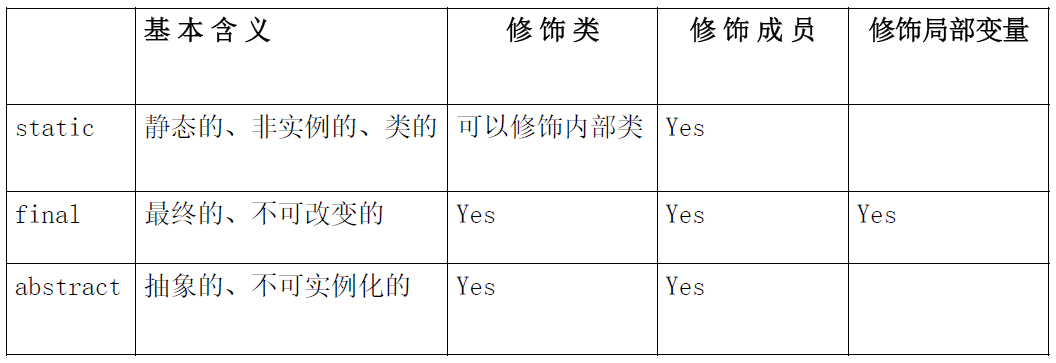 基本含义 修饰类 修饰成员 修饰局部变量
static 静态的、非实例的、类的 可以修饰内部类 Yes
final 最终的、不可改变的 Yes Yes Yes
abstract 抽象的、不可实例化的 Yes Yes